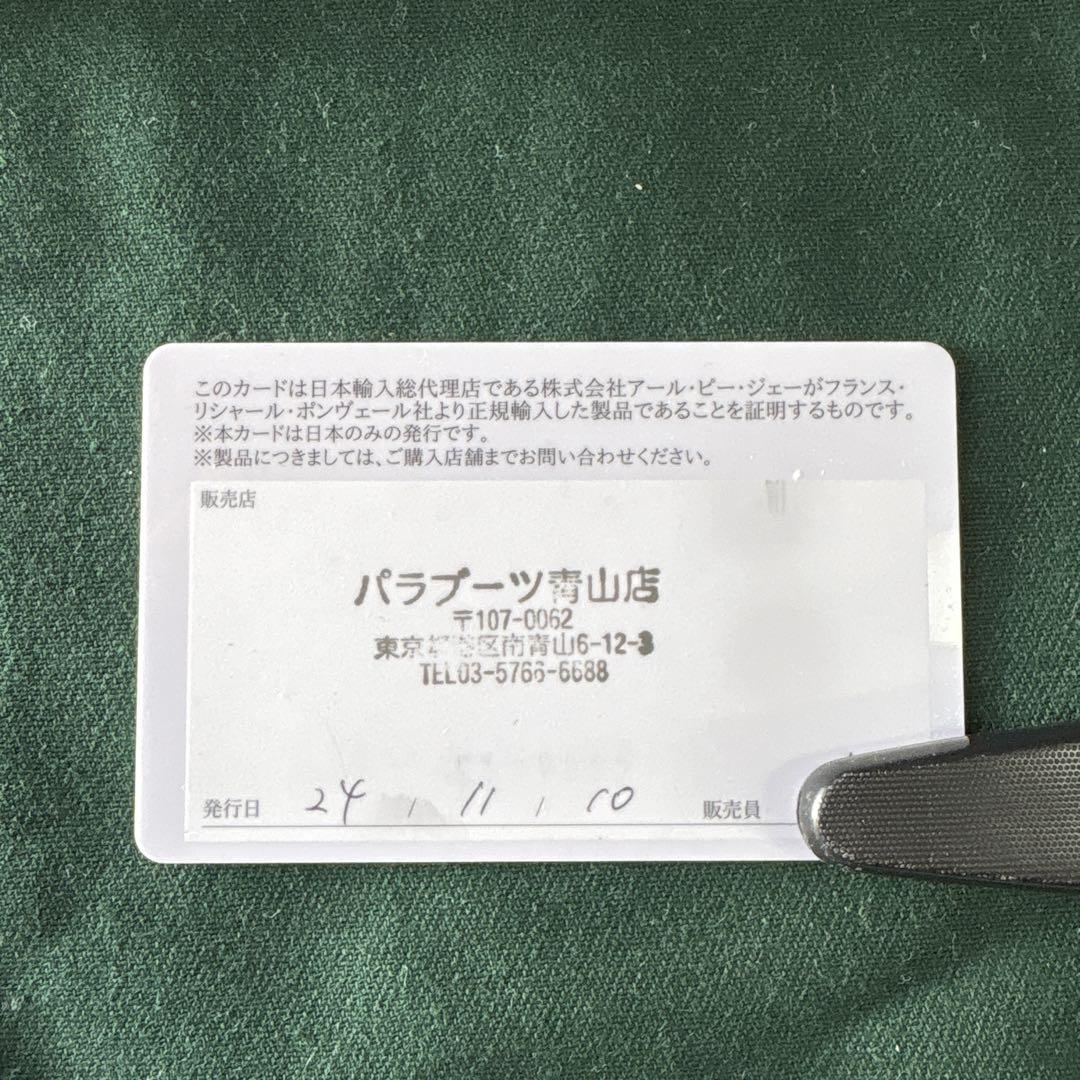 このカードは日本輸入総代理店である株式会社アール・ピー・ジェーがフランス・
リシャール・ポンヴェール社より正規輸入した製品であることを証明するものです。
※本カードは日本のみの発行です。
※製品につきましては、ご購入店舗までお問い合わせください。
販売店
パラブーツ青山店
〒107-0062
東京都港区南青山6-12-3
TEL03-5766-6688
発行日 24 , 11 , 10 販売員